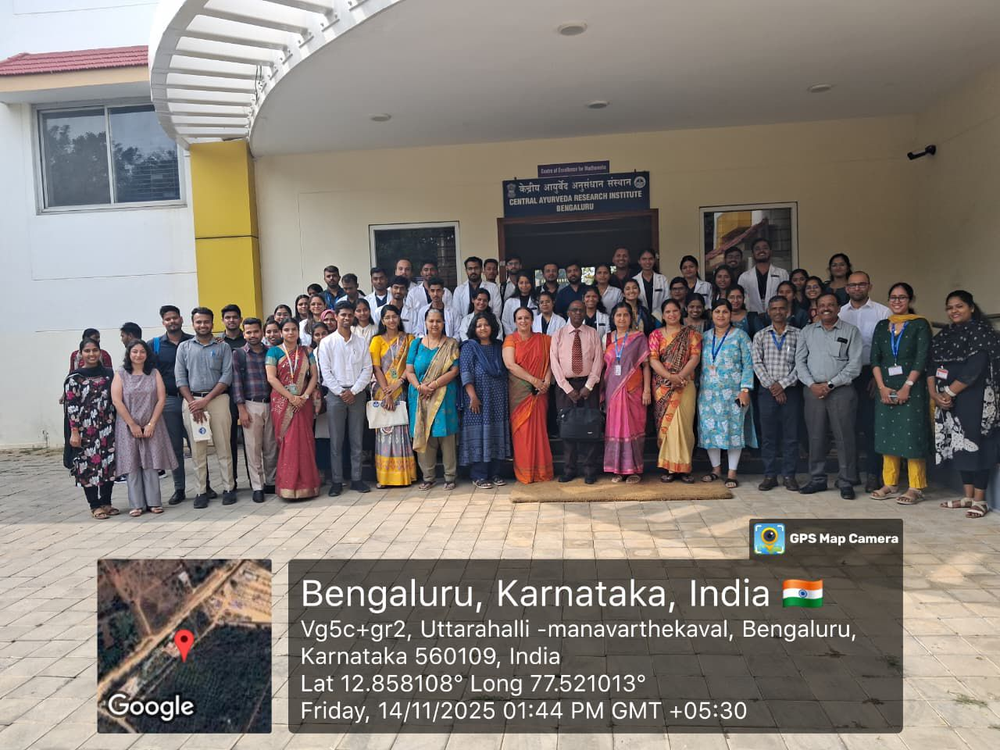 Centre of Excellence for Madhumeha
केन्द्रीय आयुर्वेद अनुसंधान संस्थान
CENTRAL AYURVEDA RESEARCH INSTITUTE
BENGALURU
GPS Map Camera
Bengaluru, Karnataka, India
Vg5c+gr2, Uttarahalli -manavarthekaval, Bengaluru,
Karnataka 560109, India
Lat 12.858108° Long 77.521013°
Friday, 14/11/2025 01:44 PM GMT +05:30
Google